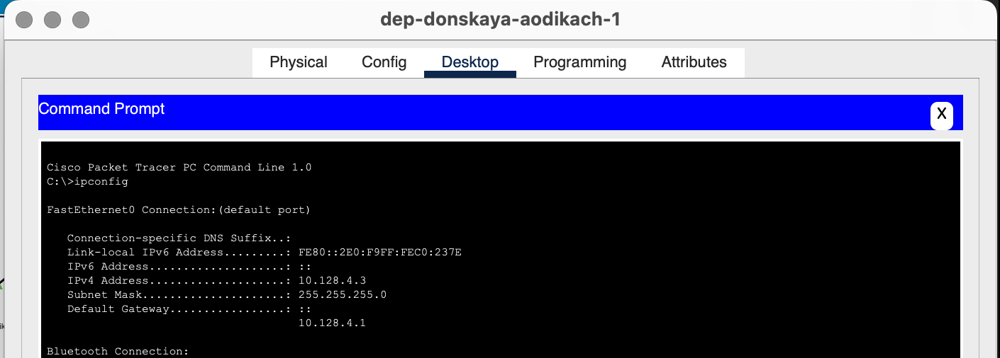 dep-donskaya-aodikach-1
Physical Config Desktop Programming Attributes
Command Prompt
X
Cisco Packet Tracer PC Command Line 1.0
C:\>ipconfig
FastEthernet0 Connection:(default port)
Connection-specific DNS Suffix..:
Link-local IPv6 Address.........: FE80::2E0:F9FF:FEC0:237E
IPv6 Address....................: ::
IPv4 Address....................: 10.128.4.3
Subnet Mask.....................: 255.255.255.0
Default Gateway.................: ::
10.128.4.1
Bluetooth Connection: